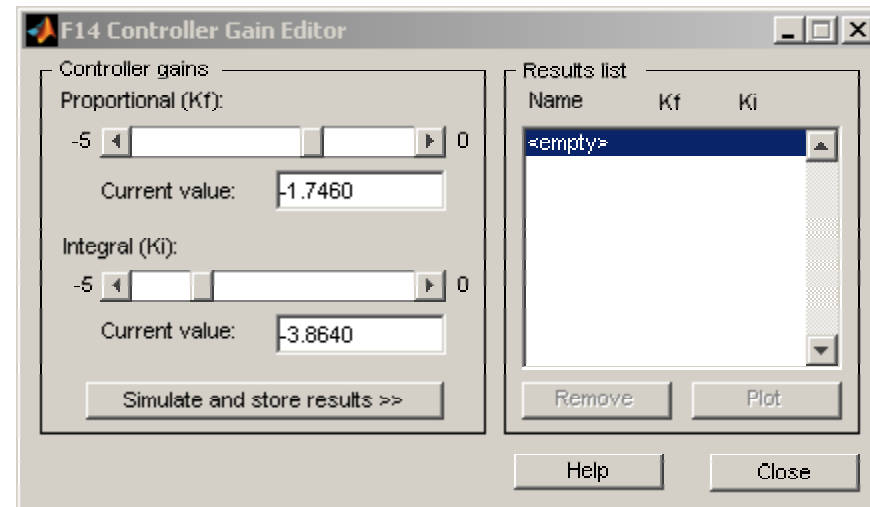 F14 Controller Gain Editor
Controller gains
Proportional (Kf):
-5 0
Current value: -1.7460
Integral (Ki):
-5 0
Current value: -3.8640
Simulate and store results >>
Results list
Name Kf Ki
<empty>
Remove Plot
Help Close